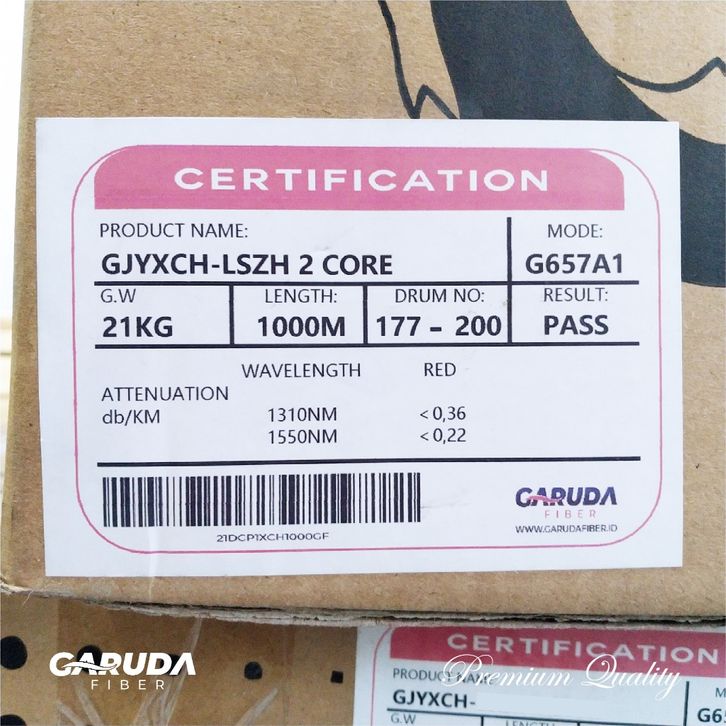 CERTIFICATION
PRODUCT NAME: MODE:
GJYXCH-LSZH 2 CORE G657A1
G.W LENGTH: DRUM NO: RESULT:
21KG 1000M 177 - 200 PASS
WAVELENGTH RED
ATTENUATION
db/KM 1310NM <0,36
1550NM <0,22
GARUDA
FIBER
WWW.GARUDAFIBER.ID
21DCP1XCH1000GF
CERTIFICATION
GARUDA
FIBER
Premium Quality
PRODUCT NAME
GJYXCH-
G.W